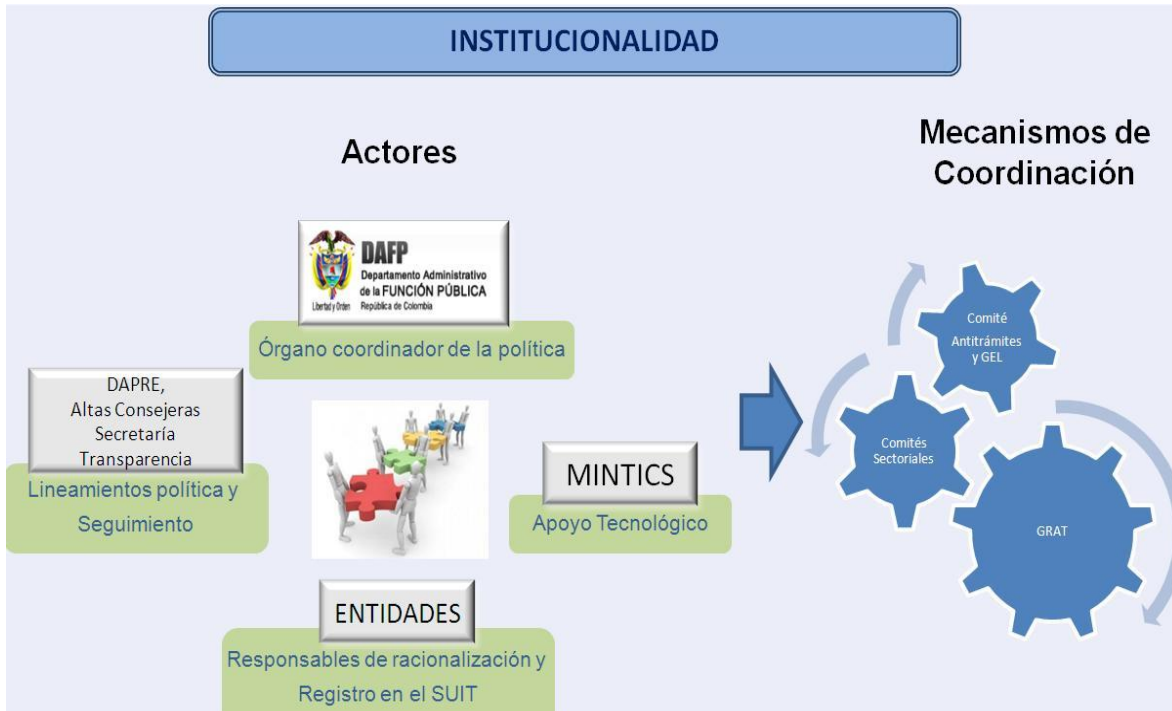 INSTITUCIONALIDAD
Actores
Mecanismos de
Coordinación
DAFP
Departamento Administrativo
de la FUNCIÓN PÚBLICA
Libertad y Orden
República de Colombia
Órgano coordinador de la política
DAPRE,
Altas Consejeras
Secretaría
Transparencia
Lineamientos política y
Seguimiento
MINTICS
Apoyo Tecnológico
ENTIDADES
Responsables de racionalización y
Registro en el SUIT
Comité
Antitrámites
y GEL
Comités
Sectoriales
GRAT